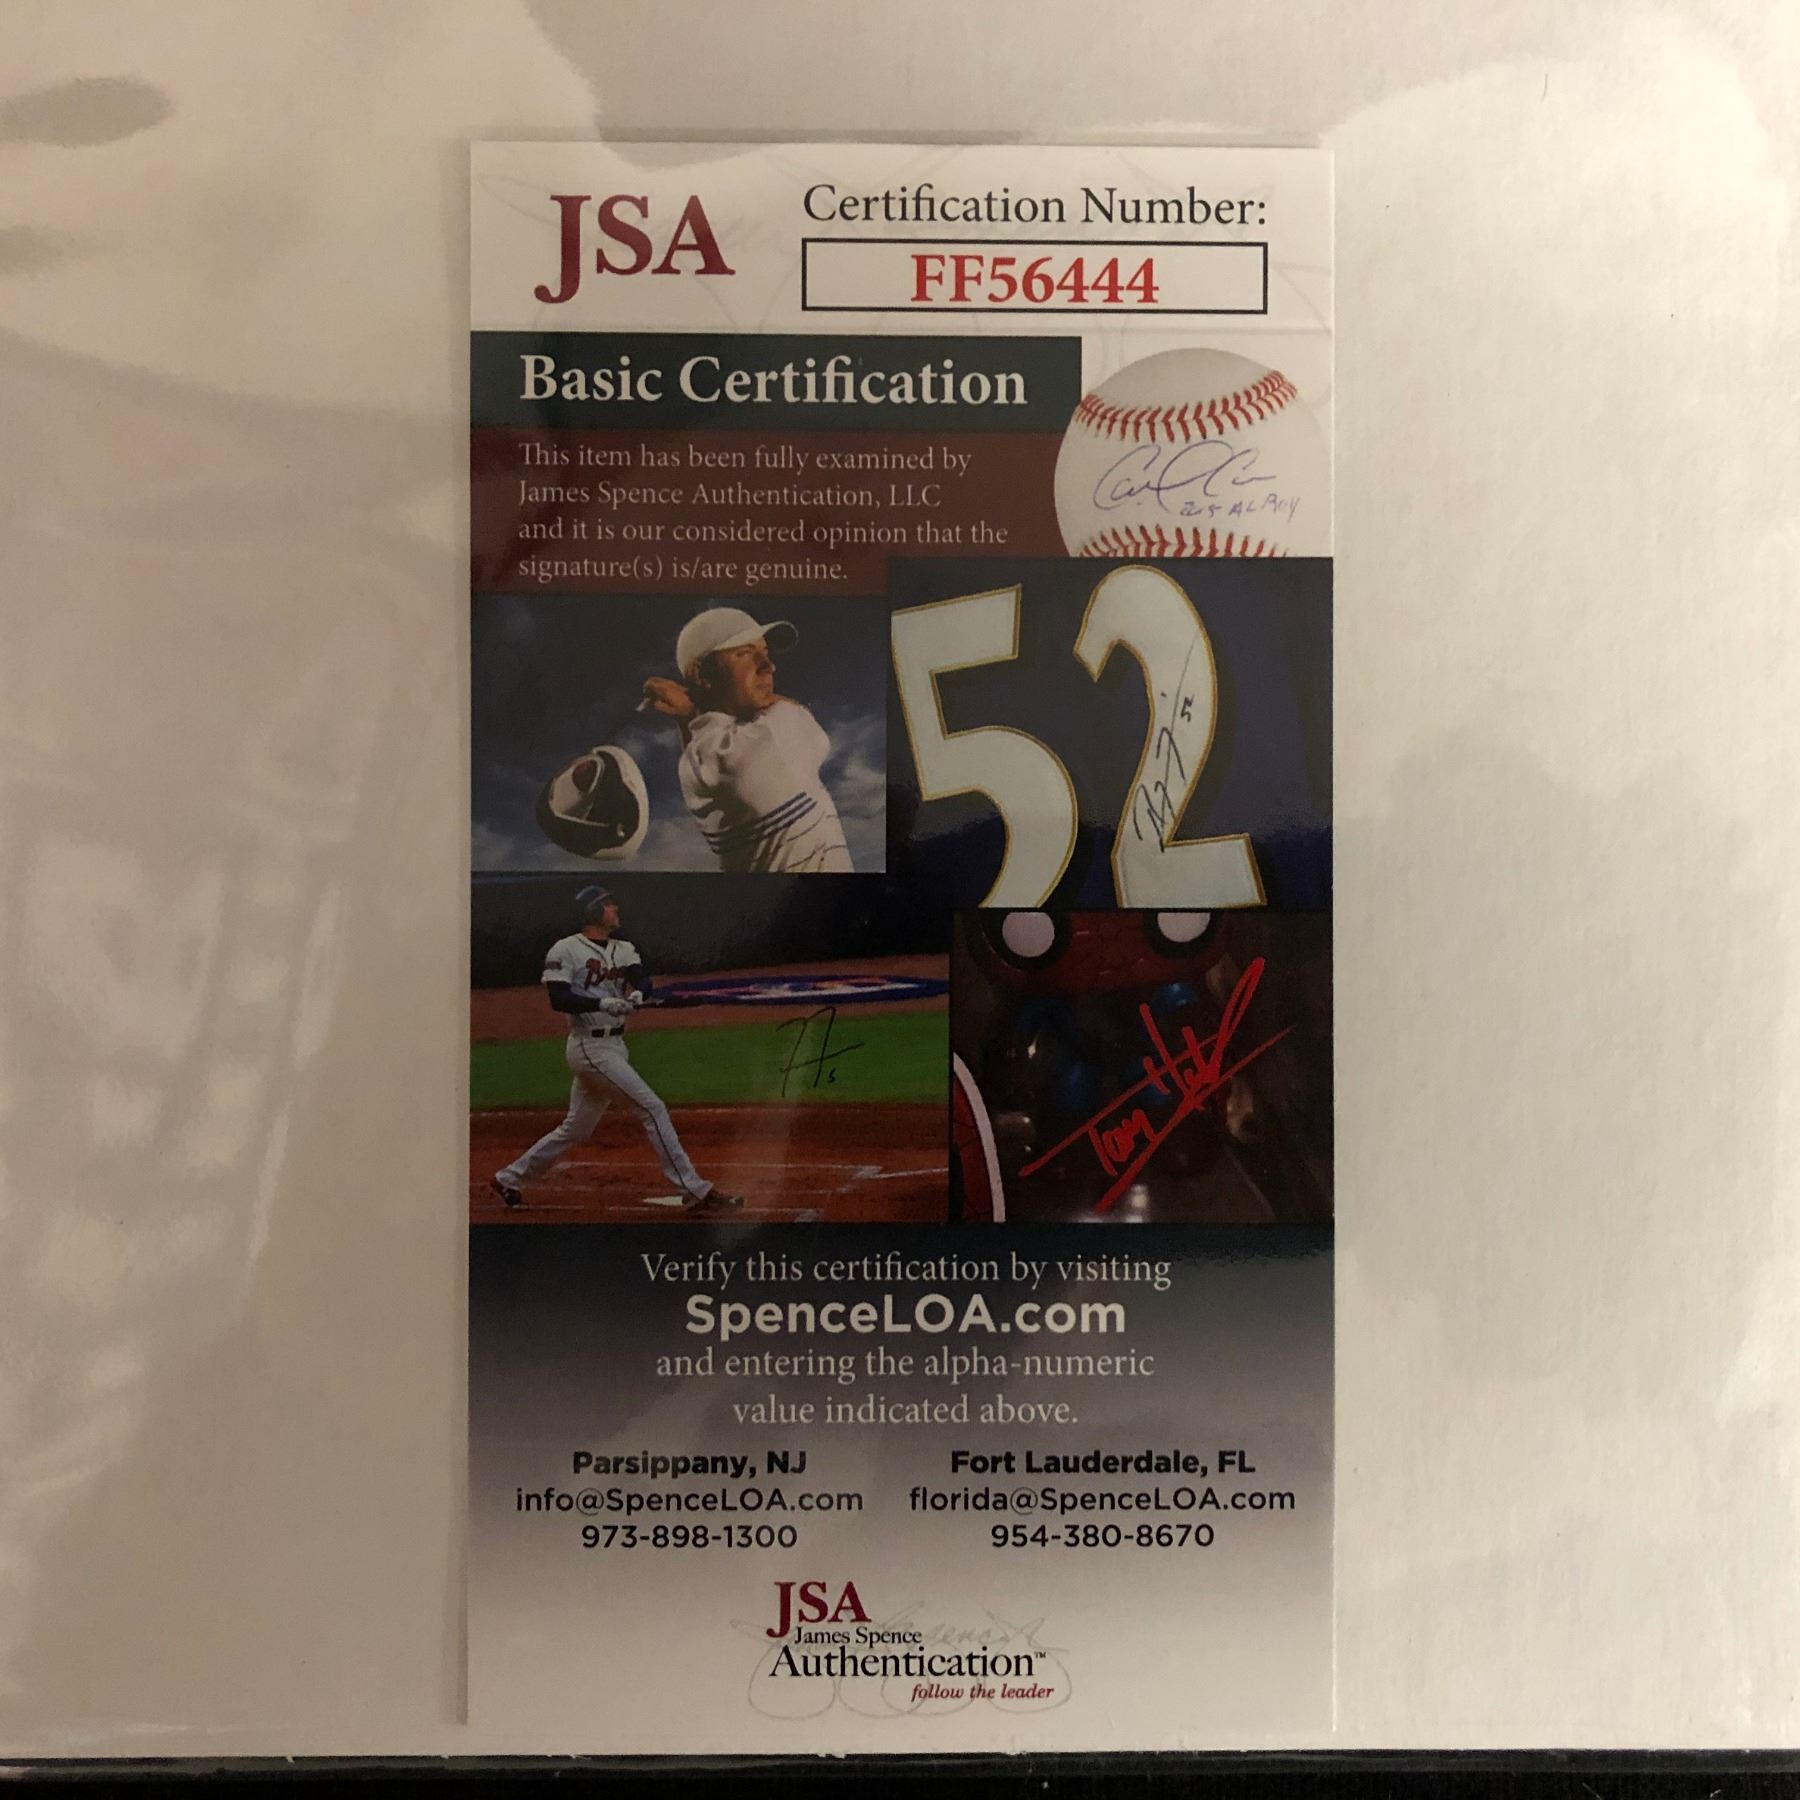 JSA
Certification Number:
FF56444
Basic Certification
This item has been fully examined by
James Spence Authentication, LLC
and it is our considered opinion that the
signature(s) is/are genuine.
52
52
Verify this certification by visiting
SpenceLOA.com
and entering the alpha-numeric
value indicated above.
Parsippany, NJ
info@SpenceLOA.com
973-898-1300
Fort Lauderdale, FL
florida@SpenceLOA.com
954-380-8670
JSA
James Spence
Authentication™
follow the leader